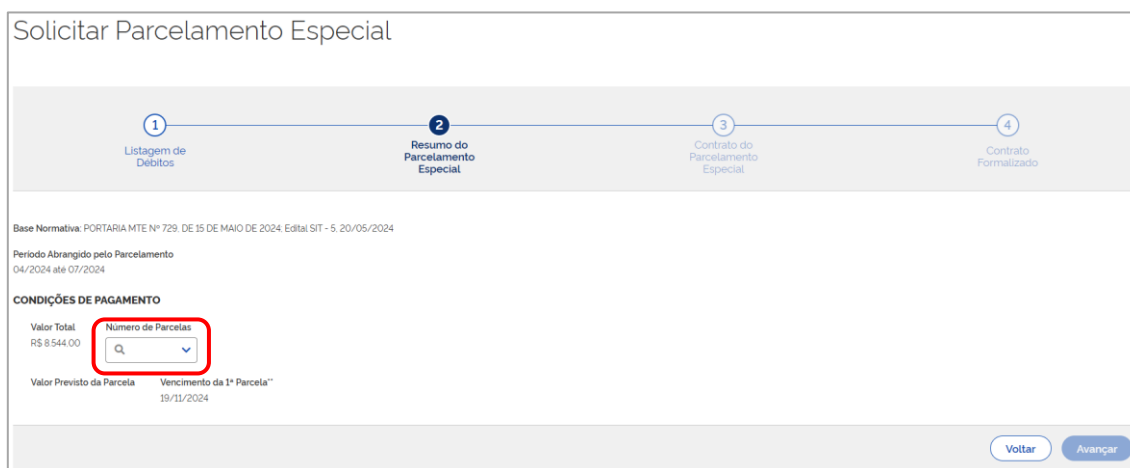 Solicitar Parcelamento Especial
1
Listagem de
Débitos
2
Resumo do
Parcelamento
Especial
3
Contrato do
Parcelamento
Especial
4
Contrato
Formalizado
Base Normativa: PORTARIA MTE Nº 729, DE 15 DE MAIO DE 2024; Edital SIT - 5, 20/05/2024
Período Abrangido pelo Parcelamento
04/2024 até 07/2024
CONDIÇÕES DE PAGAMENTO
Valor Total Número de Parcelas
R$ 8.544,00
Valor Previsto da Parcela Vencimento da 1ª Parcela**
19/11/2024
Voltar Avançar